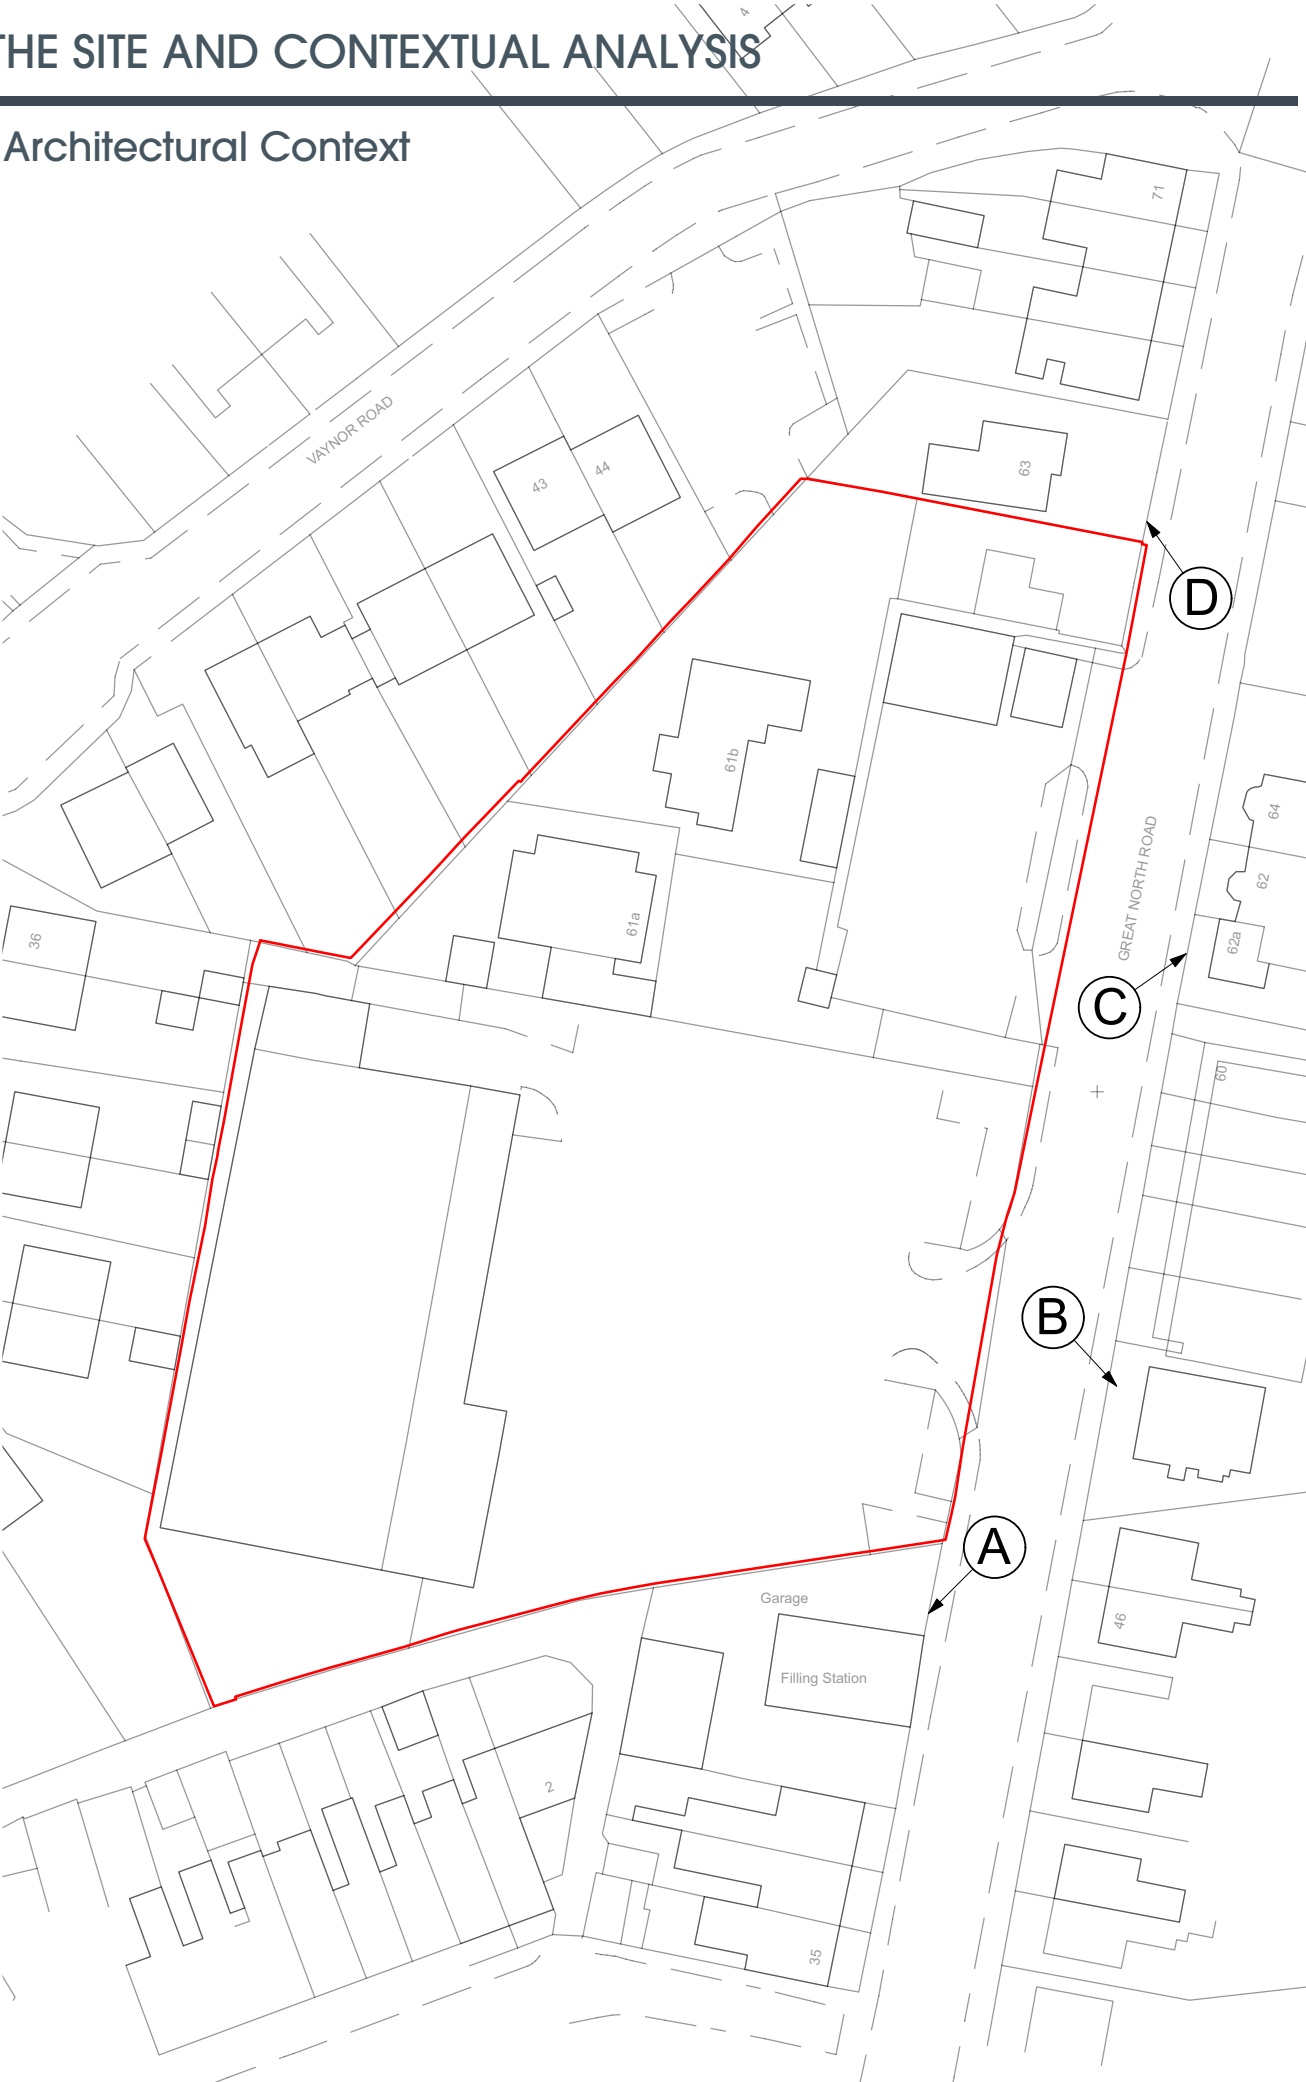 THE SITE AND CONTEXTUAL ANALYSIS
Architectural Context
4
71
VAYNOR ROAD
43
44
63
D
61b
64
GREAT NORTH ROAD
62
61a
62a
36
C
60
B
A
Garage
46
Filling Station
2
35